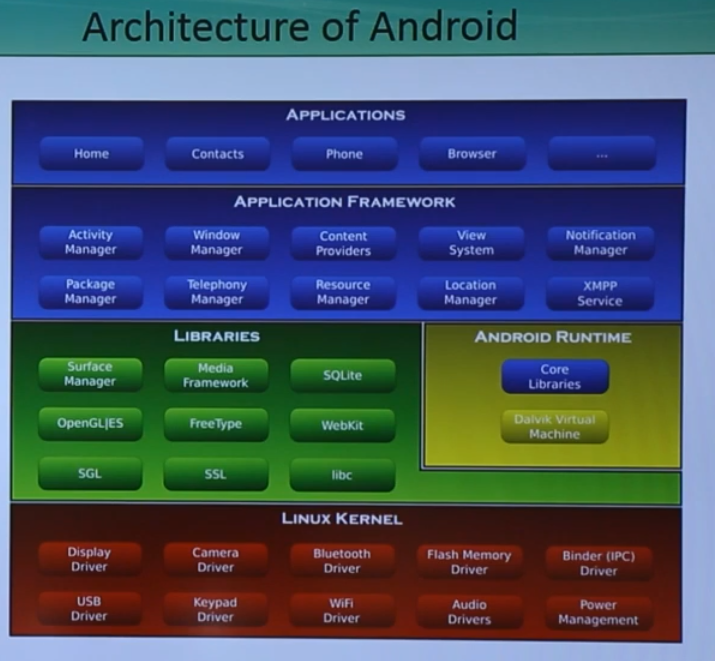 Architecture of Android
APPLICATIONS
Home
Contacts
Phone
Browser
...
APPLICATION FRAMEWORK
Activity
Manager
Window
Manager
Content
Providers
View
System
Notification
Manager
Package
Manager
Telephony
Manager
Resource
Manager
Location
Manager
XMPP
Service
LIBRARIES
Surface
Manager
Media
Framework
SQLite
OpenGL|ES
FreeType
WebKit
SGL
SSL
libc
ANDROID RUNTIME
Core
Libraries
Dalvik Virtual
Machine
LINUX KERNEL
Display
Driver
Camera
Driver
Bluetooth
Driver
Flash Memory
Driver
Binder (IPC)
Driver
USB
Driver
Keypad
Driver
WiFi
Driver
Audio
Drivers
Power
Management